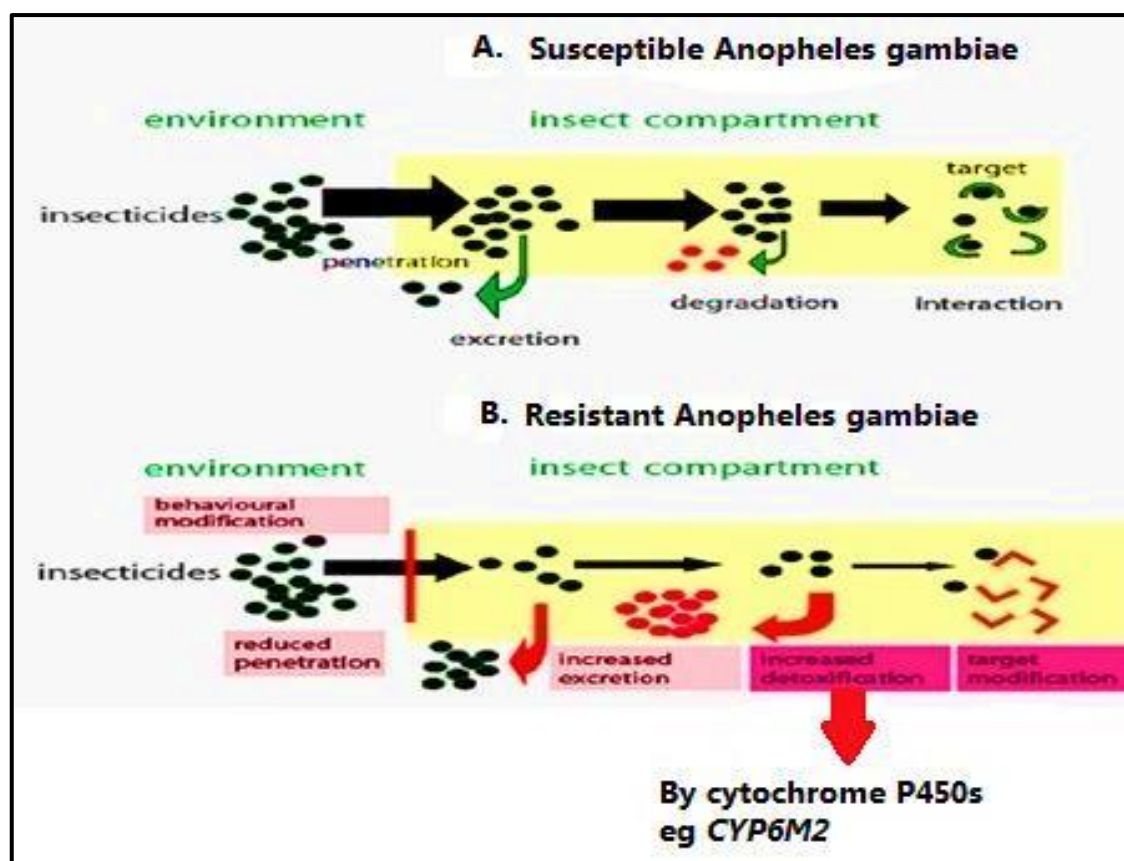 A. Susceptible Anopheles gambiae
environment insect compartment
target
insecticides
penetration
degradation interaction
excretion
B. Resistant Anopheles gambiae
environment insect compartment
behavioural
modification
insecticides
reduced
penetration
increased
excretion
increased
detoxification
target
modification
By cytochrome P450s
eg CYP6M2